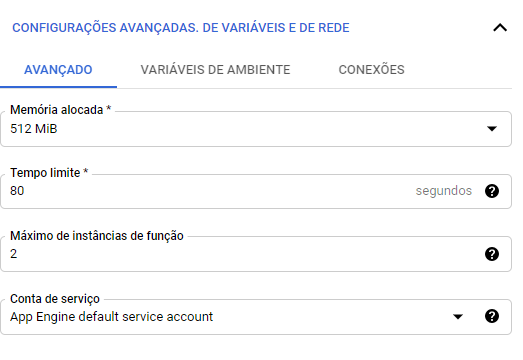 CONFIGURAÇÕES AVANÇADAS. DE VARIÁVEIS E DE REDE
AVANÇADO VARIÁVEIS DE AMBIENTE CONEXÕES
Memória alocada *
512 MiB
Tempo limite *
80 segundos
Máximo de instâncias de função
2
Conta de serviço
App Engine default service account